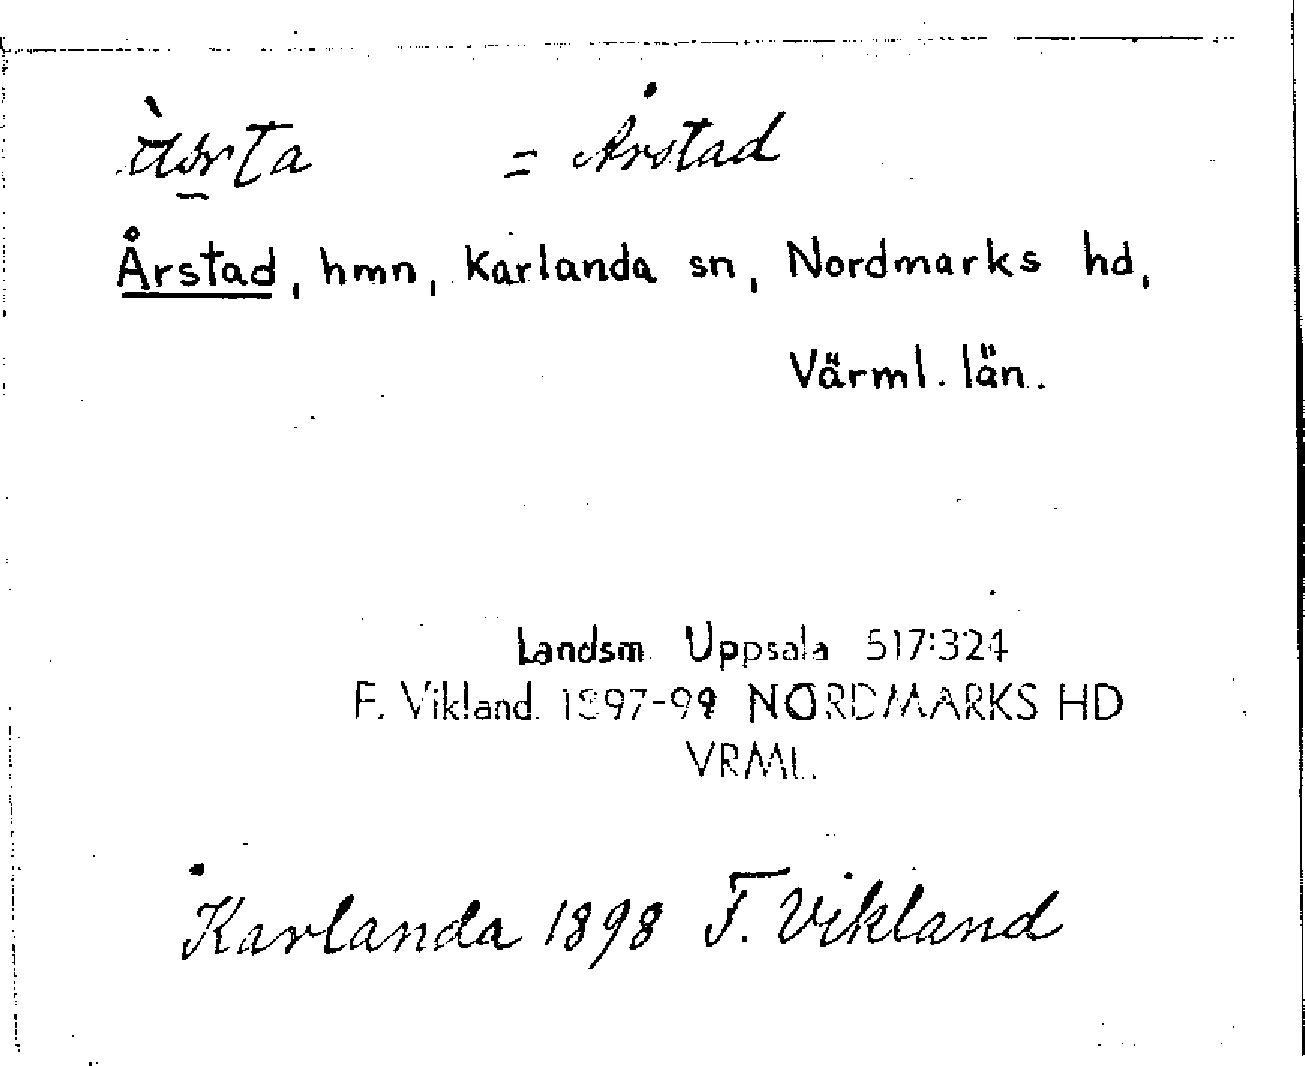 = Årstad
Årstad, hmn, Karlanda sn, Nordmarks hd,
Värml. län.
Landsm. Uppsala 517:324
F. Vikland. 1897-99 NORDMARKS HD
VRML.
Karlanda 1898 F. Vikland